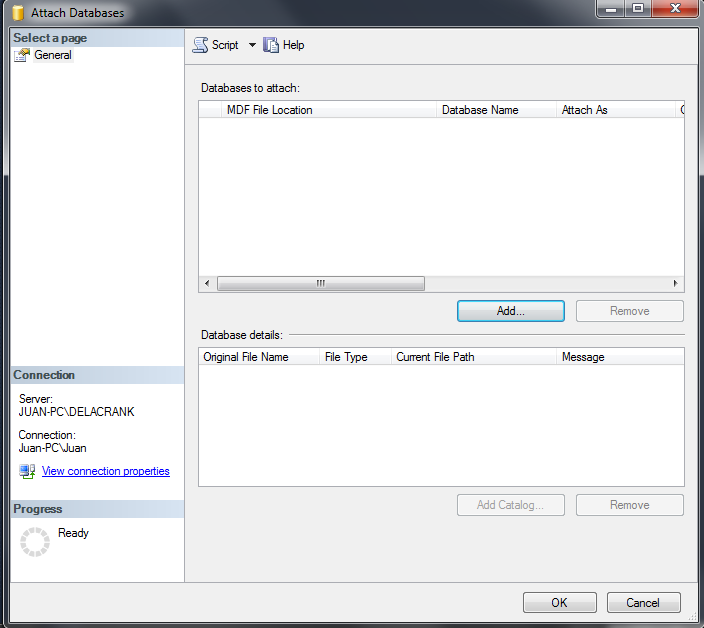 Attach Databases
Select a page
General
Script
Help
Databases to attach:
MDF File Location Database Name Attach As
Add... Remove
Database details:
Original File Name File Type Current File Path Message
Add Catalog... Remove
Connection
Server:
JUAN-PC\DELACRANK
Connection:
Juan-PC\Juan
View connection properties
Progress
Ready
OK Cancel